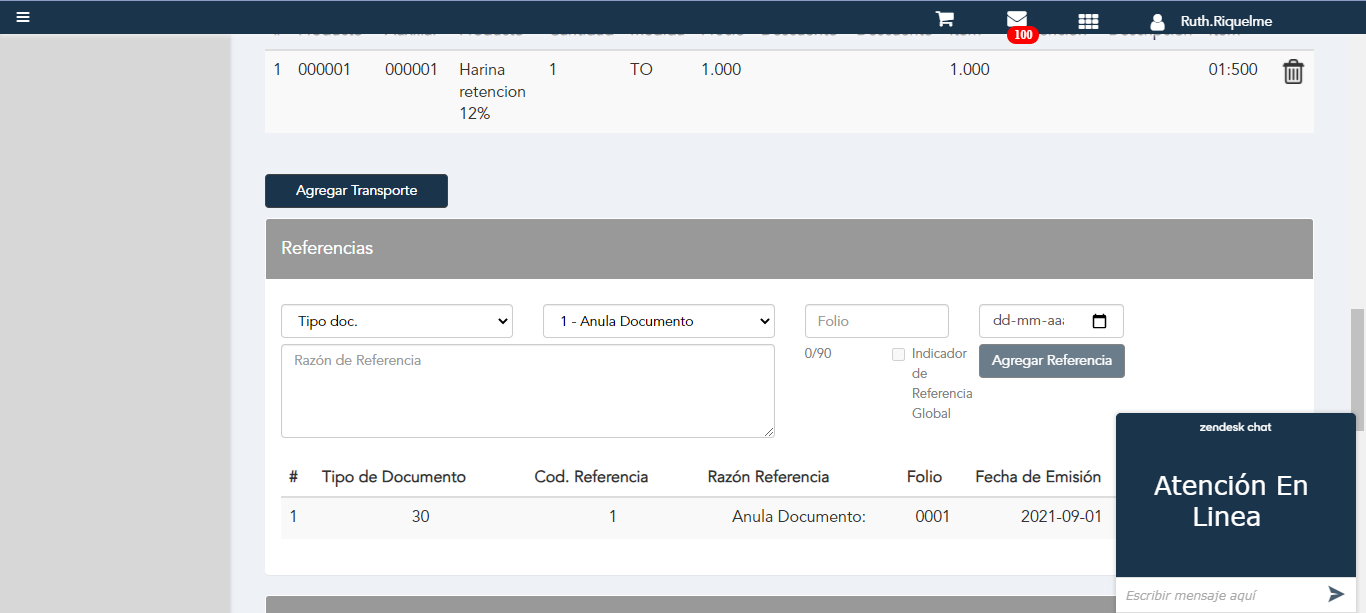 Ruth.Riquelme
100
1 000001 000001 Harina 1 TO 1.000 1.000 01:500
retencion
12%
Agregar Transporte
Referencias
Tipo doc. 1 - Anula Documento Folio dd-mm-aa
Razón de Referencia 0/90 Indicador Agregar Referencia
de
Referencia
Global
zendesk chat
# Tipo de Documento Cod. Referencia Razón Referencia Folio Fecha de Emisión
Atención En
Linea
1 30 1 Anula Documento: 0001 2021-09-01
Escribir mensaje aquí